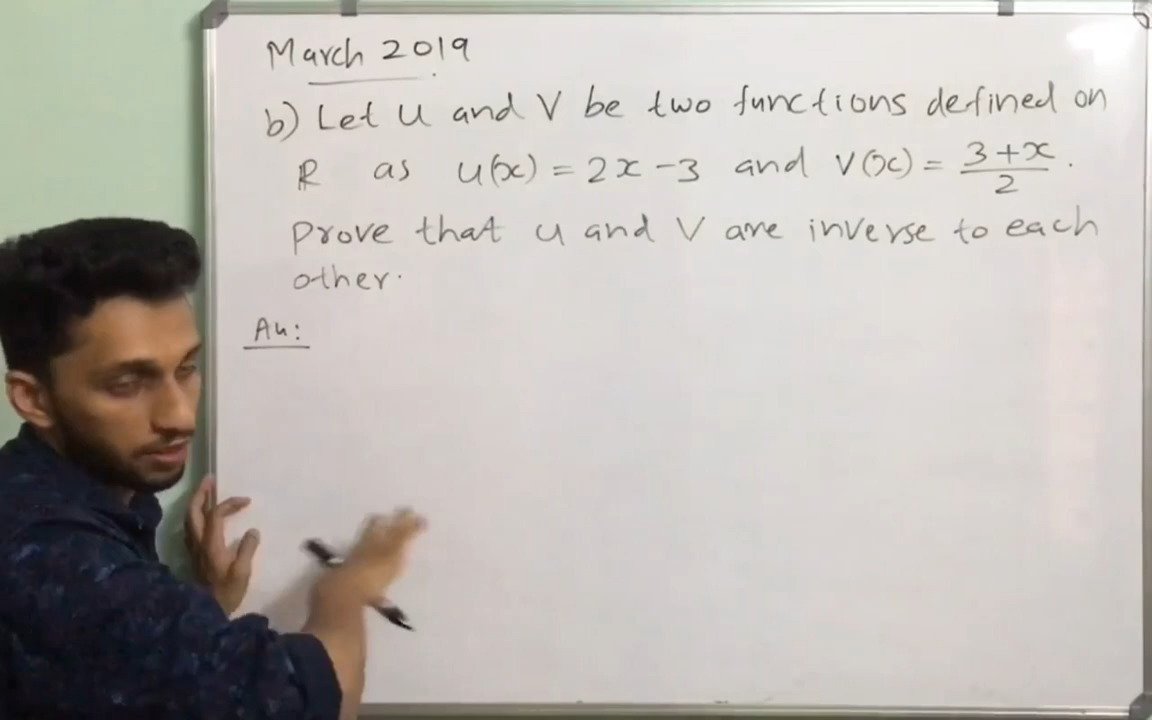 March 2019
b) Let U and V be two functions defined on
R as u(x) = 2x - 3 and V(x) = (3+x)/2 .
Prove that u and V are inverse to each
other.
An: